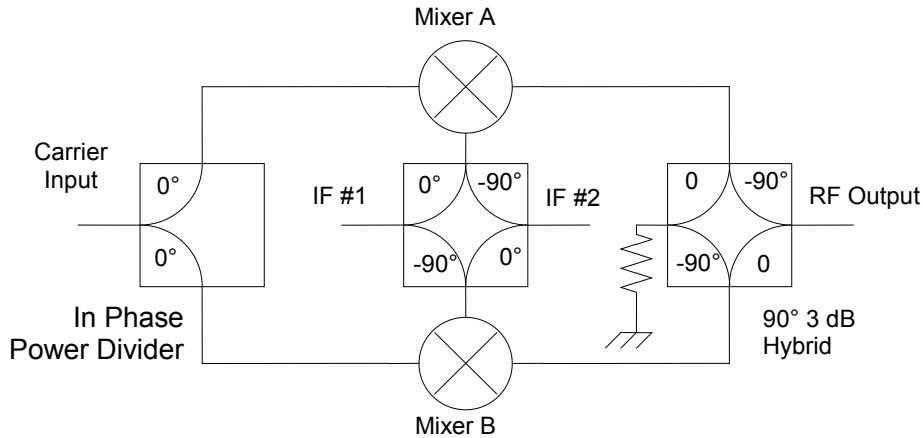 Mixer A
Carrier
Input
0°
0°
In Phase
Power Divider
IF #1
0°
-90°
-90°
0°
IF #2
0
-90°
-90°
0
RF Output
90° 3 dB
Hybrid
Mixer B